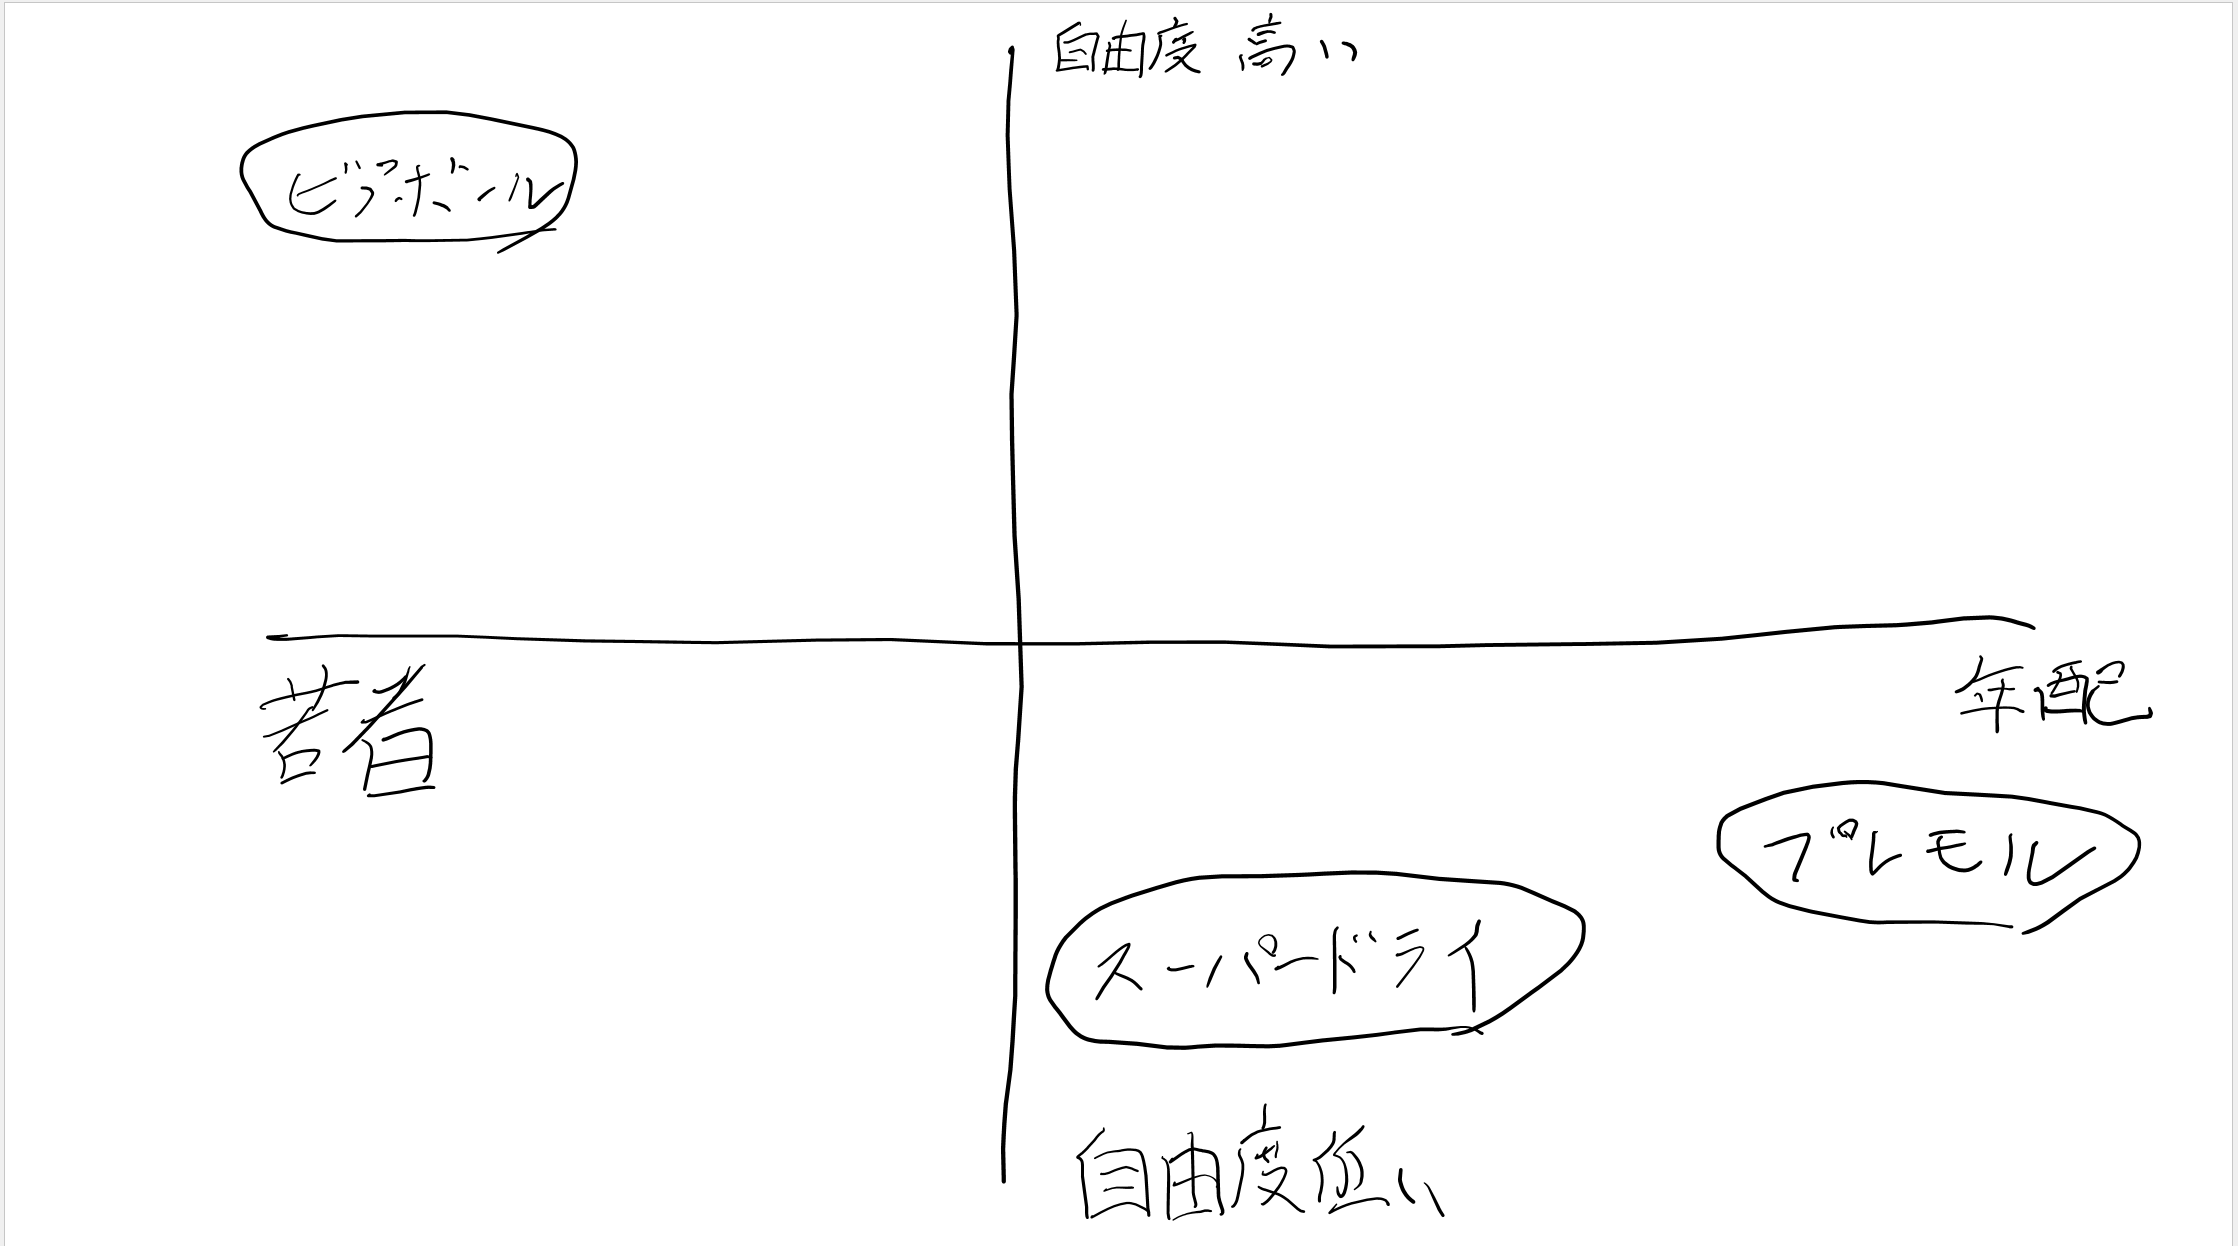 自由度 高い
ビアボール
若者
年配
プレモル
スーパードライ
自由度低い